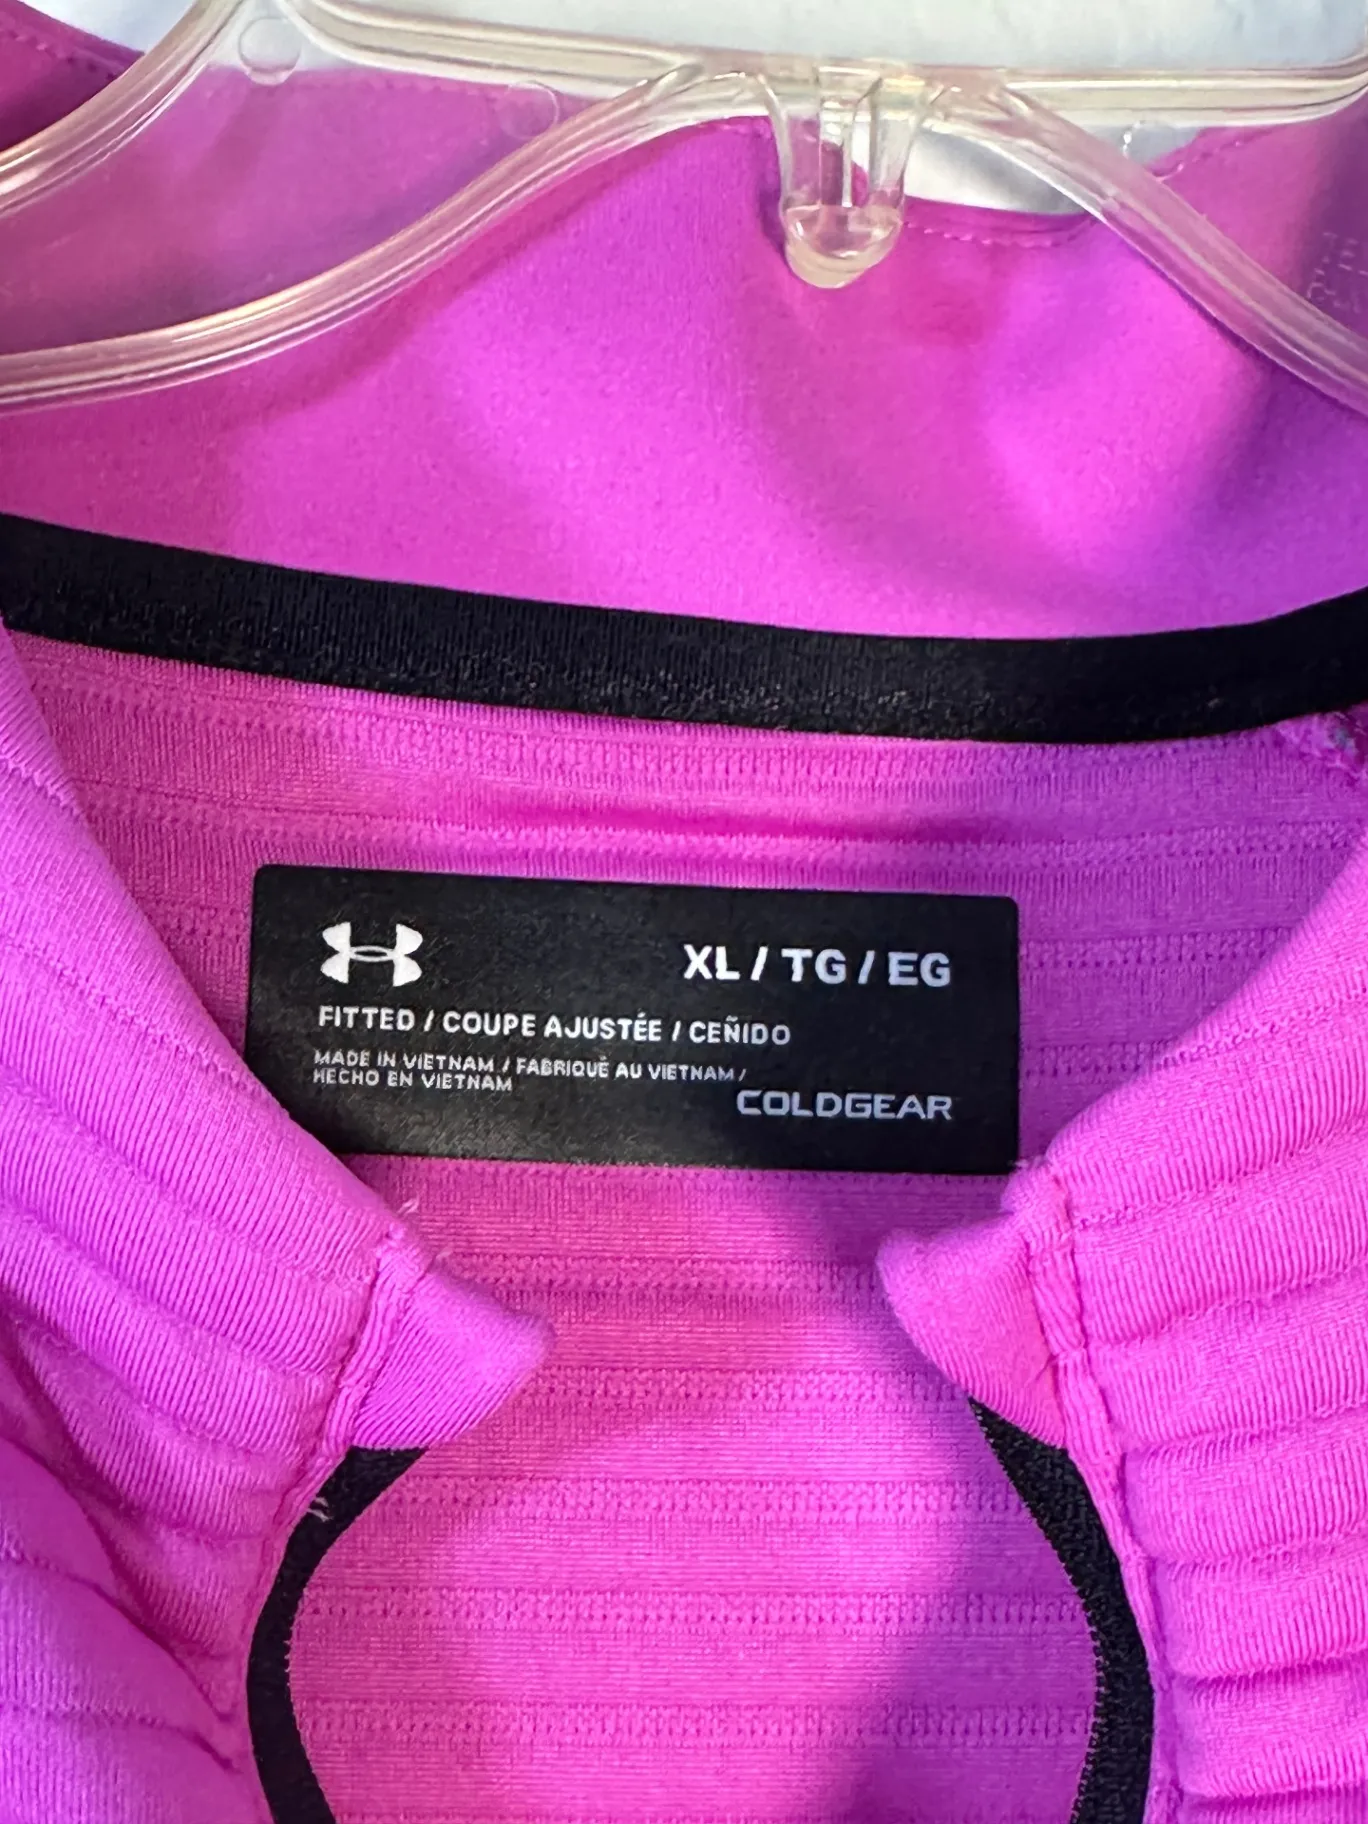 XL / TG / EG
FITTED / COUPE AJUSTÉE / CEÑIDO
MADE IN VIETNAM / FABRIQUÉ AU VIETNAM /
HECHO EN VIETNAM
COLDGEAR